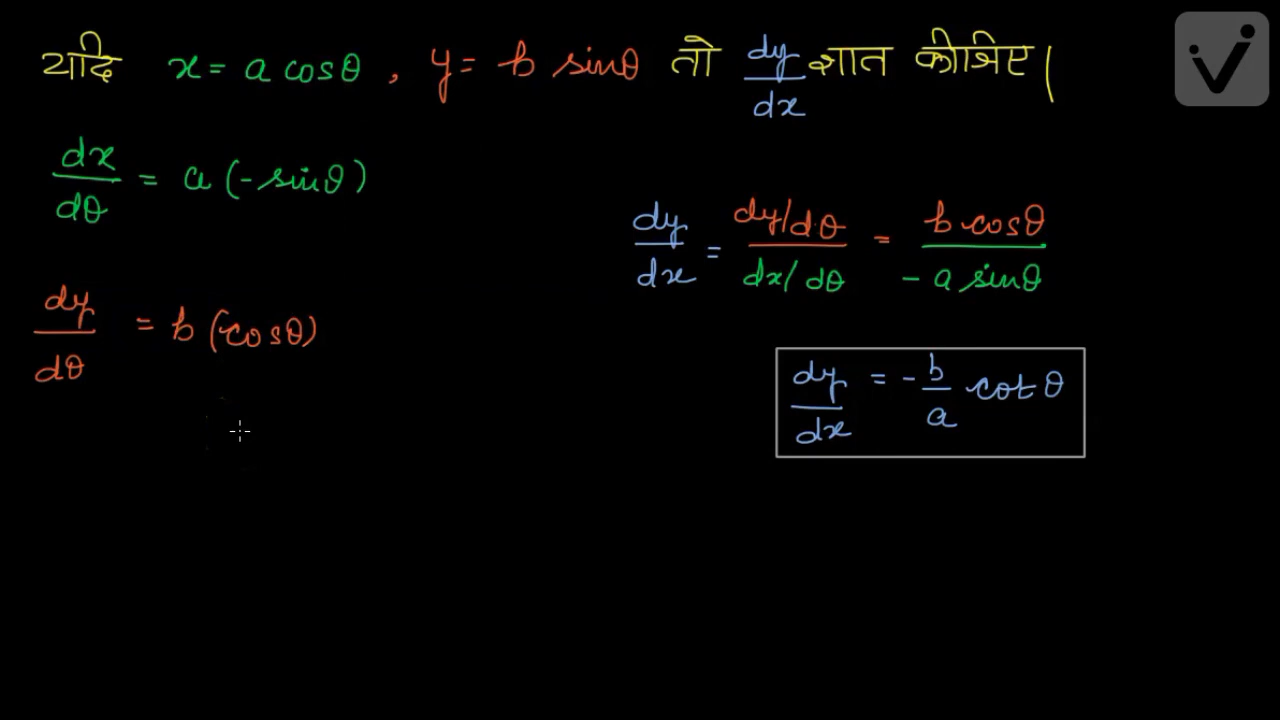 यदि x = a cosθ , y = b sinθ तो dy/dx ज्ञात कीजिए |
dx/dθ = a (- sinθ)
dy/dθ = b (cosθ)
dy/dx = (dy/dθ)/(dx/dθ) = b cosθ/- a sinθ
dy/dx = - b/a cot θ